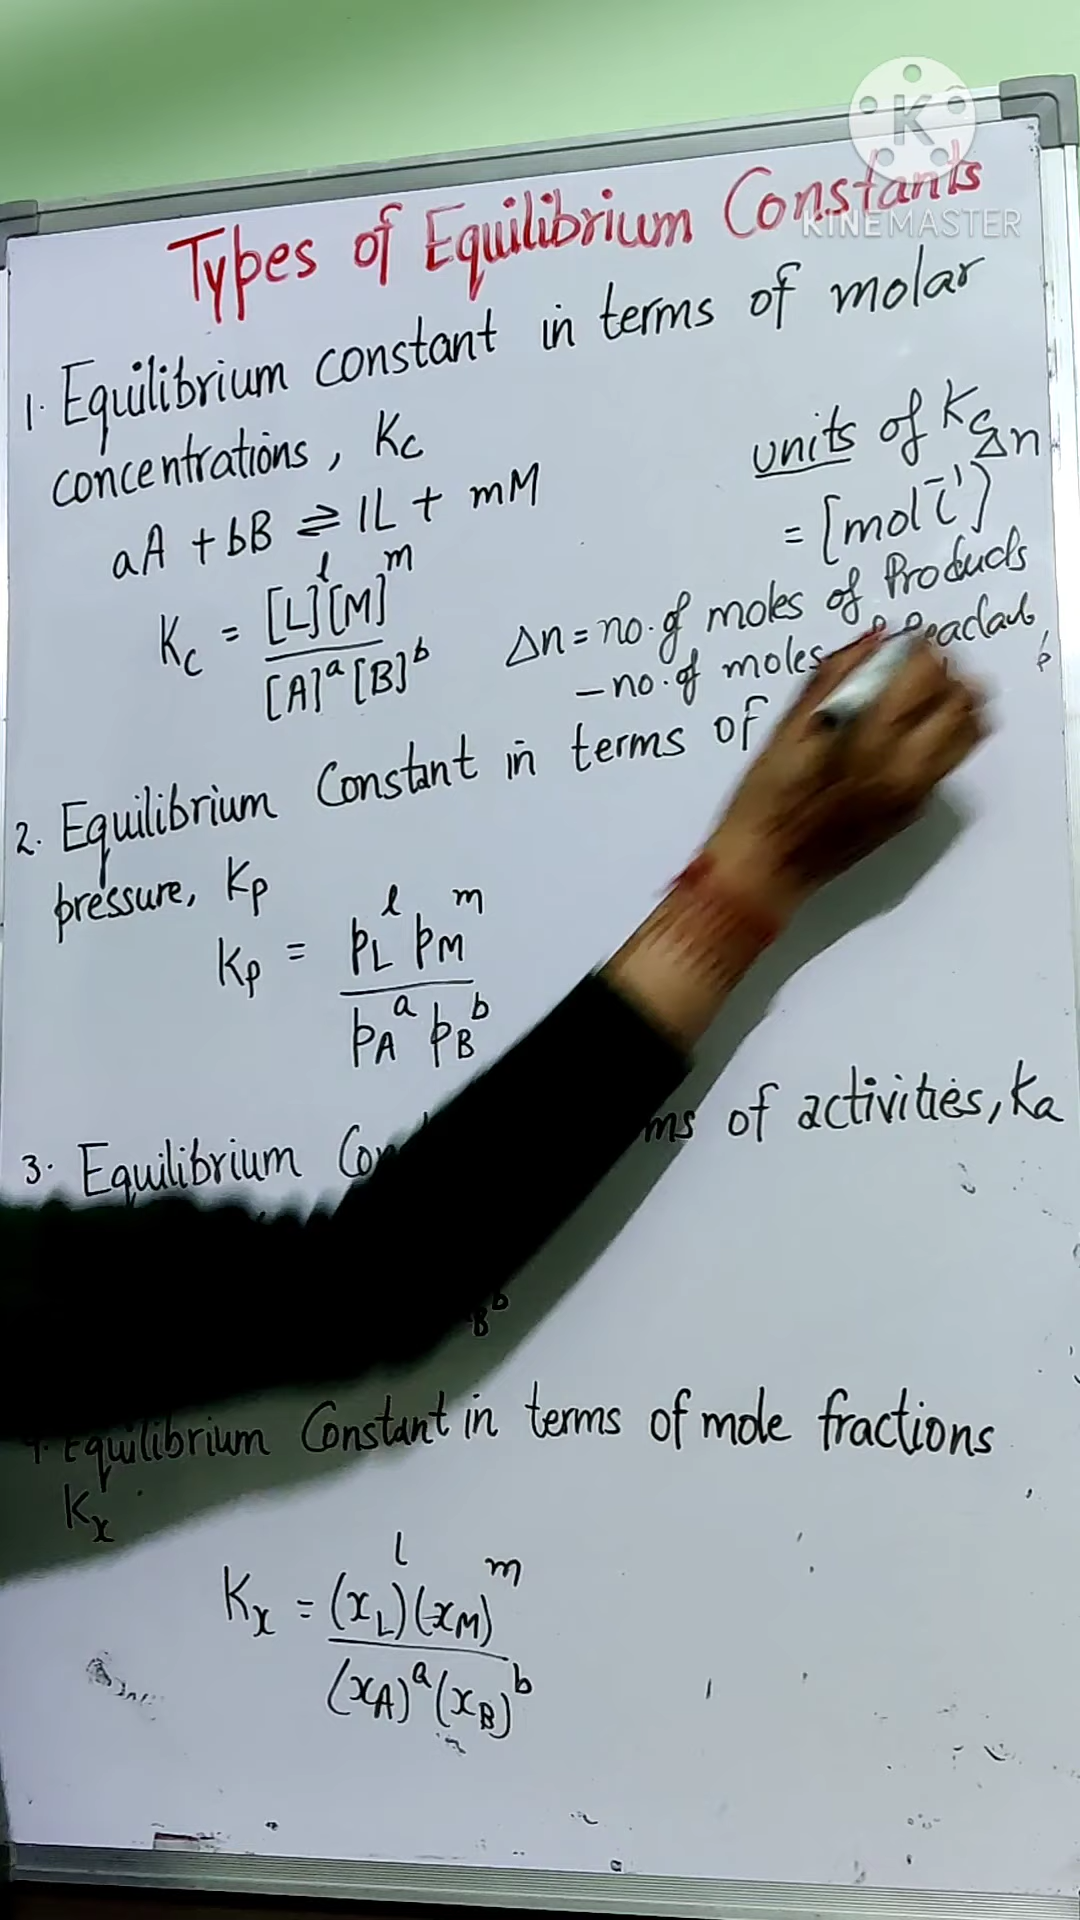 K
KINEMASTER
Types of Equilibrium Constants
1. Equilibrium constant in terms of molar
concentrations, Kc
aA + bB ⇌ lL + mM
Kc = [L]^l [M]^m / [A]^a [B]^b
units of Kc
= [mol l^-1)^Δn
Δn = no. of moles of Products
- no. of moles
2. Equilibrium Constant in terms of
pressure, Kp
Kp = pL^l pM^m / pA^a pB^b
3. Equilibrium of activities, Ka
B^b
4. Equilibrium Constant in terms of mole fractions
Kx
Kx = (xL)^l (xM)^m / (xA)^a (xB)^b